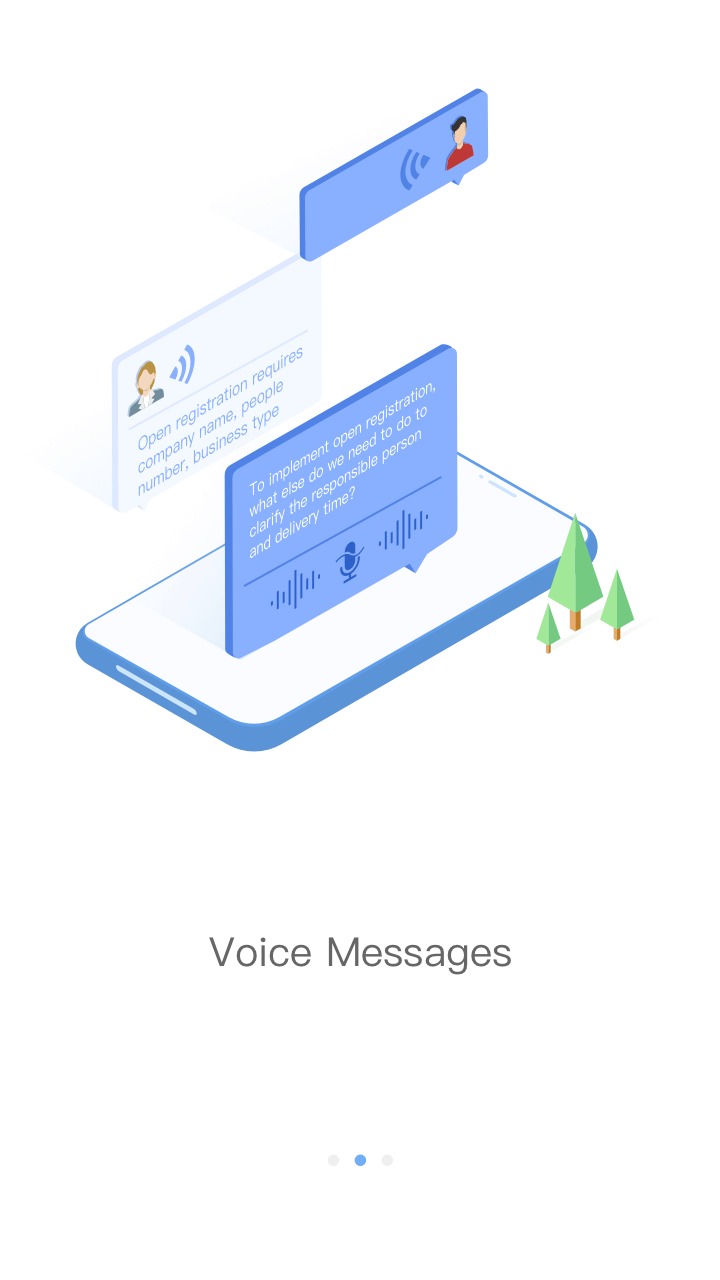 Open registration requires
company name, people
number, business type
To implement open registration,
what else do we need to do to
clarify the responsible person
and delivery time?
Voice Messages